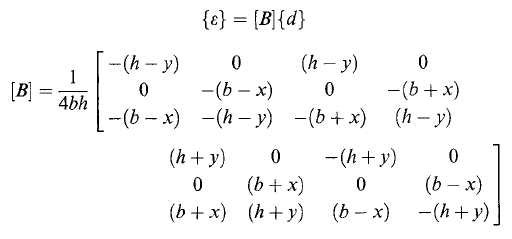 {ε} = [B]{d}
[B] = 1/4bh [ −(h − y) 0 (h − y) 0
0 −(b − x) 0 −(b + x)
−(b − x) −(h − y) −(b + x) (h − y)
(h + y) 0 −(h + y) 0
0 (b + x) 0 (b − x)
(b + x) (h + y) (b − x) −(h + y) ]